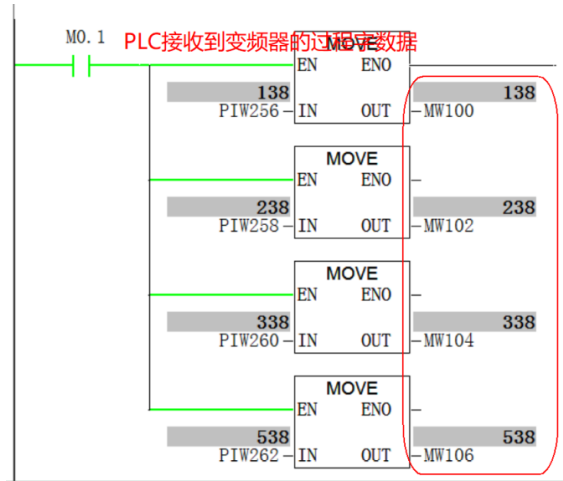 M0.1 PLC接收到变频器的过程字数据
MOVE
EN ENO
138 138
PIW256 IN OUT MW100
MOVE
EN ENO
238 238
PIW258 IN OUT MW102
MOVE
EN ENO
338 338
PIW260 IN OUT MW104
MOVE
EN ENO
538 538
PIW262 IN OUT MW106